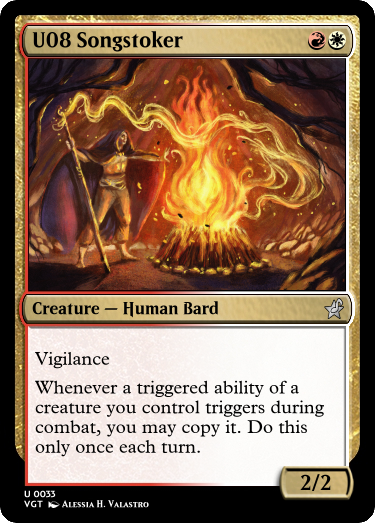 U08 Songstoker
Creature — Human Bard
Vigilance
Whenever a triggered ability of a
creature you control triggers during
combat, you may copy it. Do this
only once each turn.
2/2
U 0033
VGT Alessia H. Valastro